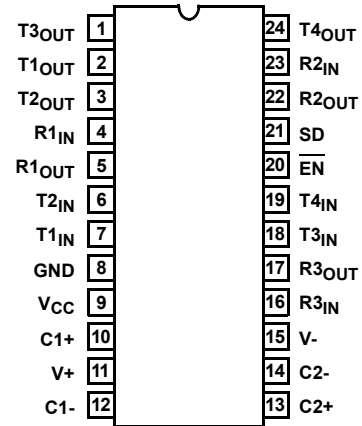 T3OUT 1 24 T4OUT
T1OUT 2 23 R2IN
T2OUT 3 22 R2OUT
R1IN 4 21 SD
R1OUT 5 20 EN
T2IN 6 19 T4IN
T1IN 7 18 T3IN
GND 8 17 R3OUT
VCC 9 16 R3IN
C1+ 10 15 V-
V+ 11 14 C2-
C1- 12 13 C2+